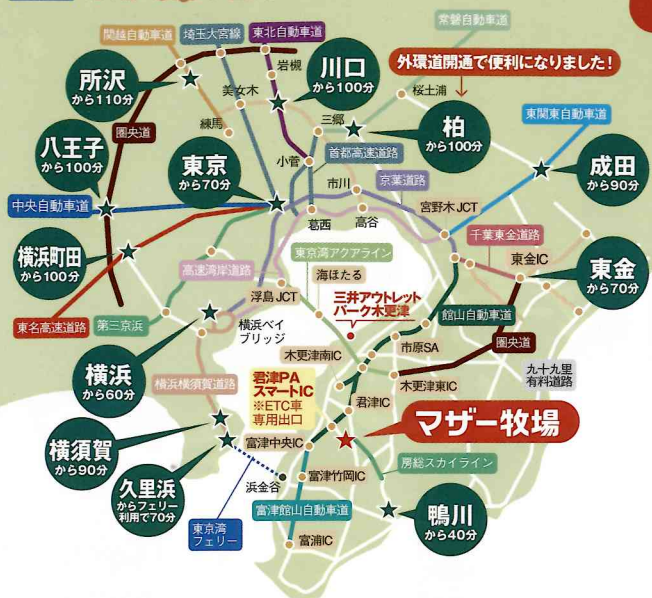 常磐自動車道
関越自動車道
埼玉大宮線
東北自動車道
外環道開通で便利になりました!
所沢
から110分
岩槻
川口
から100分
美女木
桜土浦
練馬
三郷
柏
から100分
東関東自動車道
圏央道
八王子
から100分
東京
から70分
小菅
首都高速道路
成田
から90分
市川
京葉道路
宮野木JCT
中央自動車道
葛西
高谷
千葉東金道路
横浜町田
から100分
高速湾岸道路
東京湾アクアライン
海ほたる
東金IC
東金
から70分
浮島JCT
三井アウトレット
パーク木更津
東名高速道路
第三京浜
横浜ベイ
ブリッジ
館山自動車道
市原SA
圏央道
木更津南IC
横浜
から60分
横浜横須賀道路
君津PA
スマートIC
※ETC車
専用出口
木更津東IC
九十九里
有料道路
君津IC
マザー牧場
横須賀
から90分
富津中央IC
房総スカイライン
久里浜
からフェリー
利用で70分
浜金谷
富津竹岡IC
東京湾
フェリー
富津館山自動車道
鴨川
から40分
富浦IC